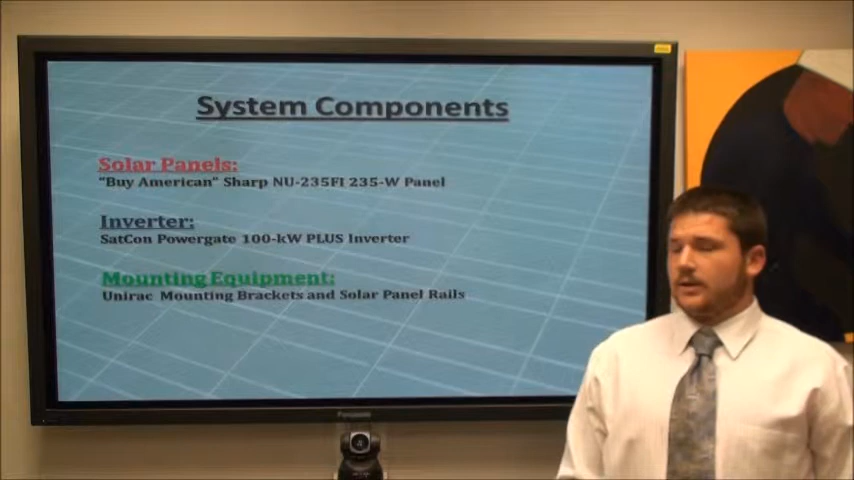 System Components
Solar Panels:
"Buy American" Sharp NU-235FI 235-W Panel
Inverter:
SatCon Powergate 100-kW PLUS Inverter
Mounting Equipment:
Unirac Mounting Brackets and Solar Panel Rails
Panasonic